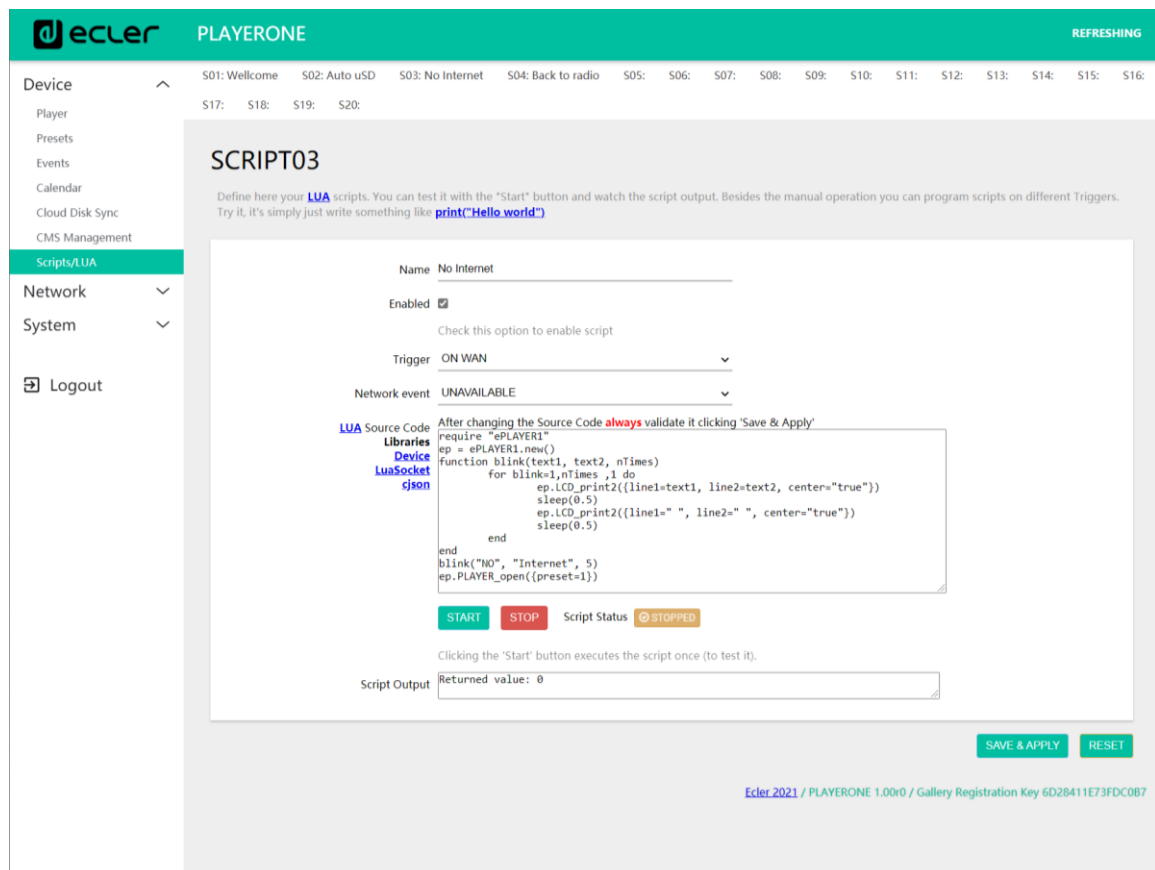 ecler PLAYERONE REFRESHING
S01: Wellcome S02: Auto uSD S03: No Internet S04: Back to radio S05: S06: S07: S08: S09: S10: S11: S12: S13: S14: S15: S16:
S17: S18: S19: S20:
Device
Player
Presets
Events
Calendar
Cloud Disk Sync
CMS Management
Scripts/LUA
Network
System
Logout
SCRIPT03
Define here your LUA scripts. You can test it with the "Start" button and watch the script output. Besides the manual operation you can program scripts on different Triggers.
Try it, it's simply just write something like print("Hello world")
Name No Internet
Enabled
Check this option to enable script
Trigger ON WAN
Network event UNAVAILABLE
After changing the Source Code always validate it clicking 'Save & Apply'
LUA Source Code
Libraries
Device
LuaSocket
cjson
require "ePLAYER1"
ep = ePLAYER1.new()
function blink(text1, text2, nTimes)
for blink=1,nTimes ,1 do
ep.LCD_print2({line1=text1, line2=text2, center="true"})
sleep(0.5)
ep.LCD_print2({line1=" ", line2=" ", center="true"})
sleep(0.5)
end
end
blink("NO", "Internet", 5)
ep.PLAYER_open({preset=1})
START STOP Script Status STOPPED
Clicking the 'Start' button executes the script once (to test it).
Script Output Returned value: 0
SAVE & APPLY RESET
Ecler 2021 / PLAYERONE 1.00r0 / Gallery Registration Key 6D28411E73FDC0B7